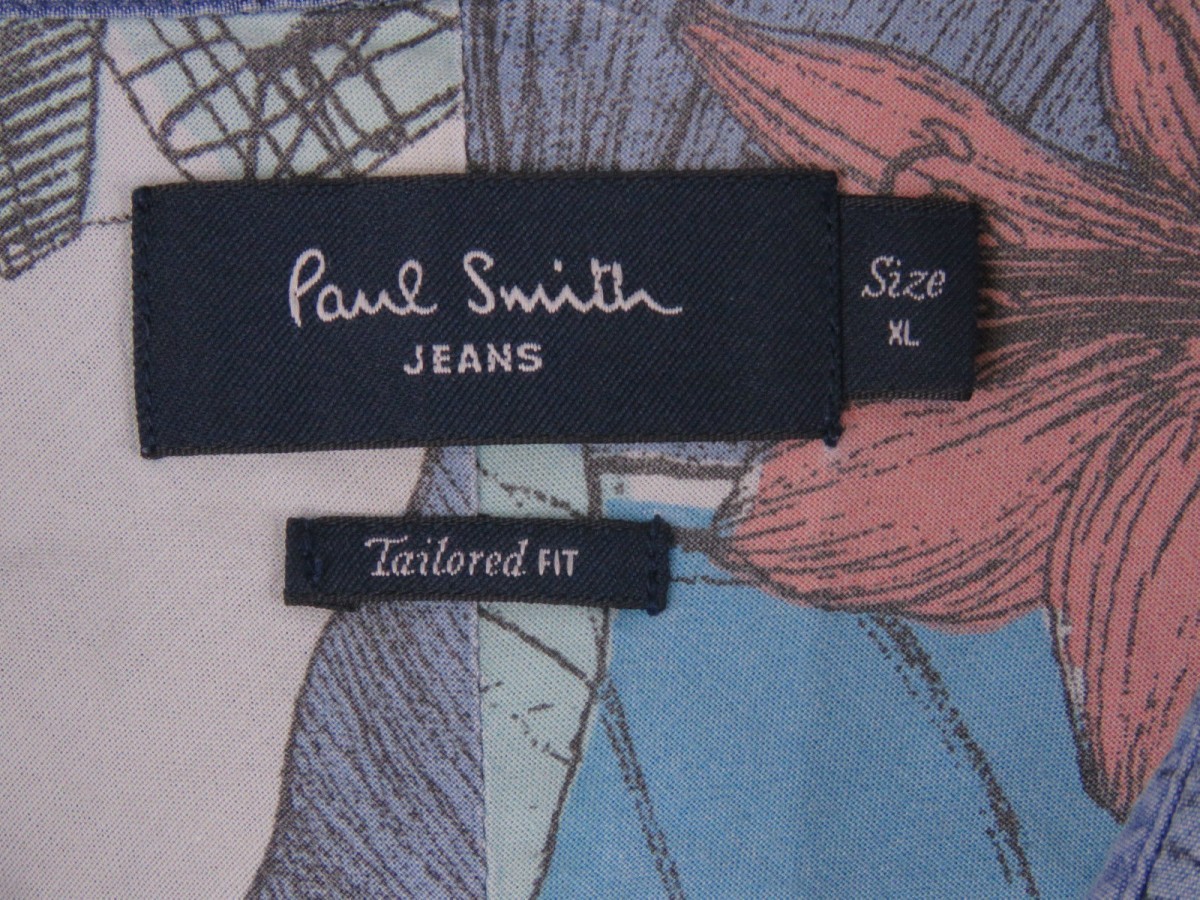 Paul Smith
JEANS
Size
XL
Tailored FIT